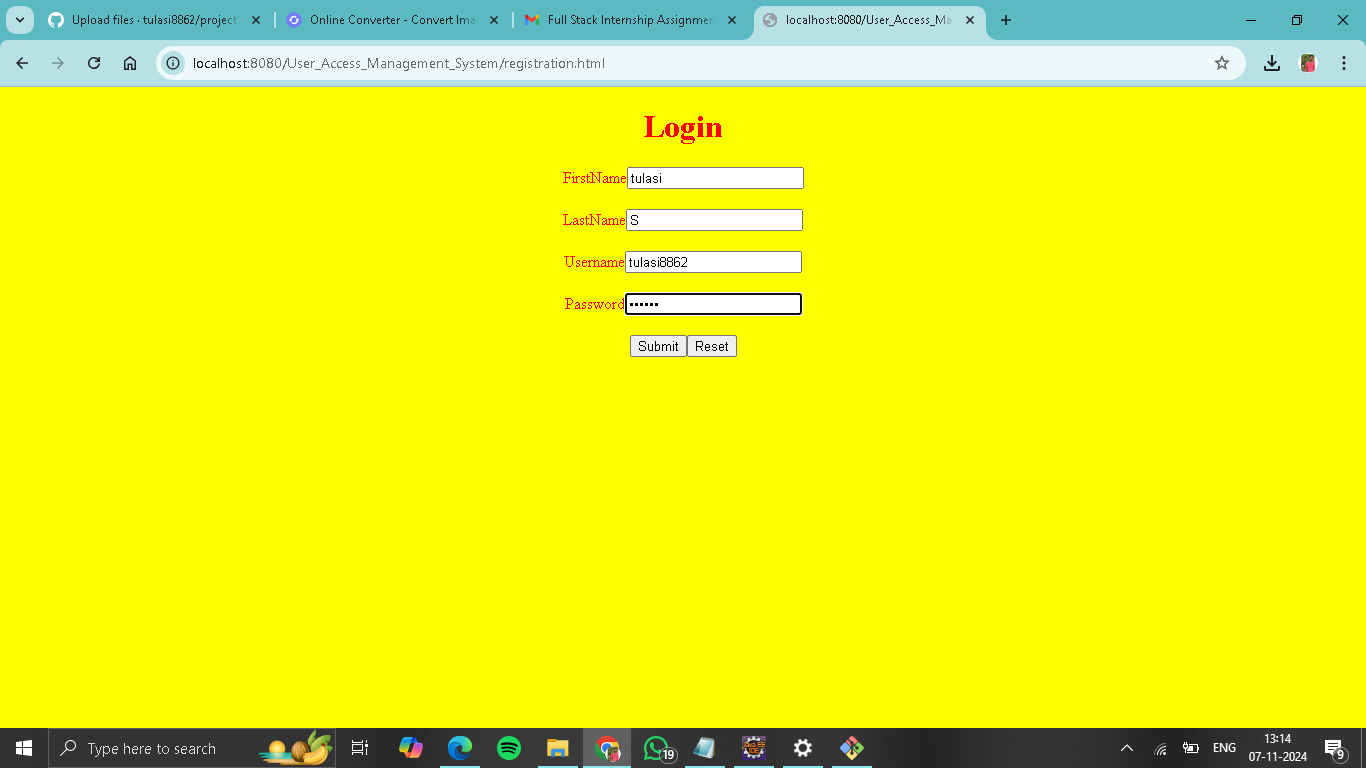 Upload files · tulasi8862/project
Online Converter - Convert Ima
Full Stack Internship Assignmen
localhost:8080/User_Access_Ma
localhost:8080/User_Access_Management_System/registration.html
Login
FirstName tulasi
LastName S
Username tulasi8862
Password ••••••
Submit Reset
Type here to search
19
ENG
13:14
07-11-2024
9